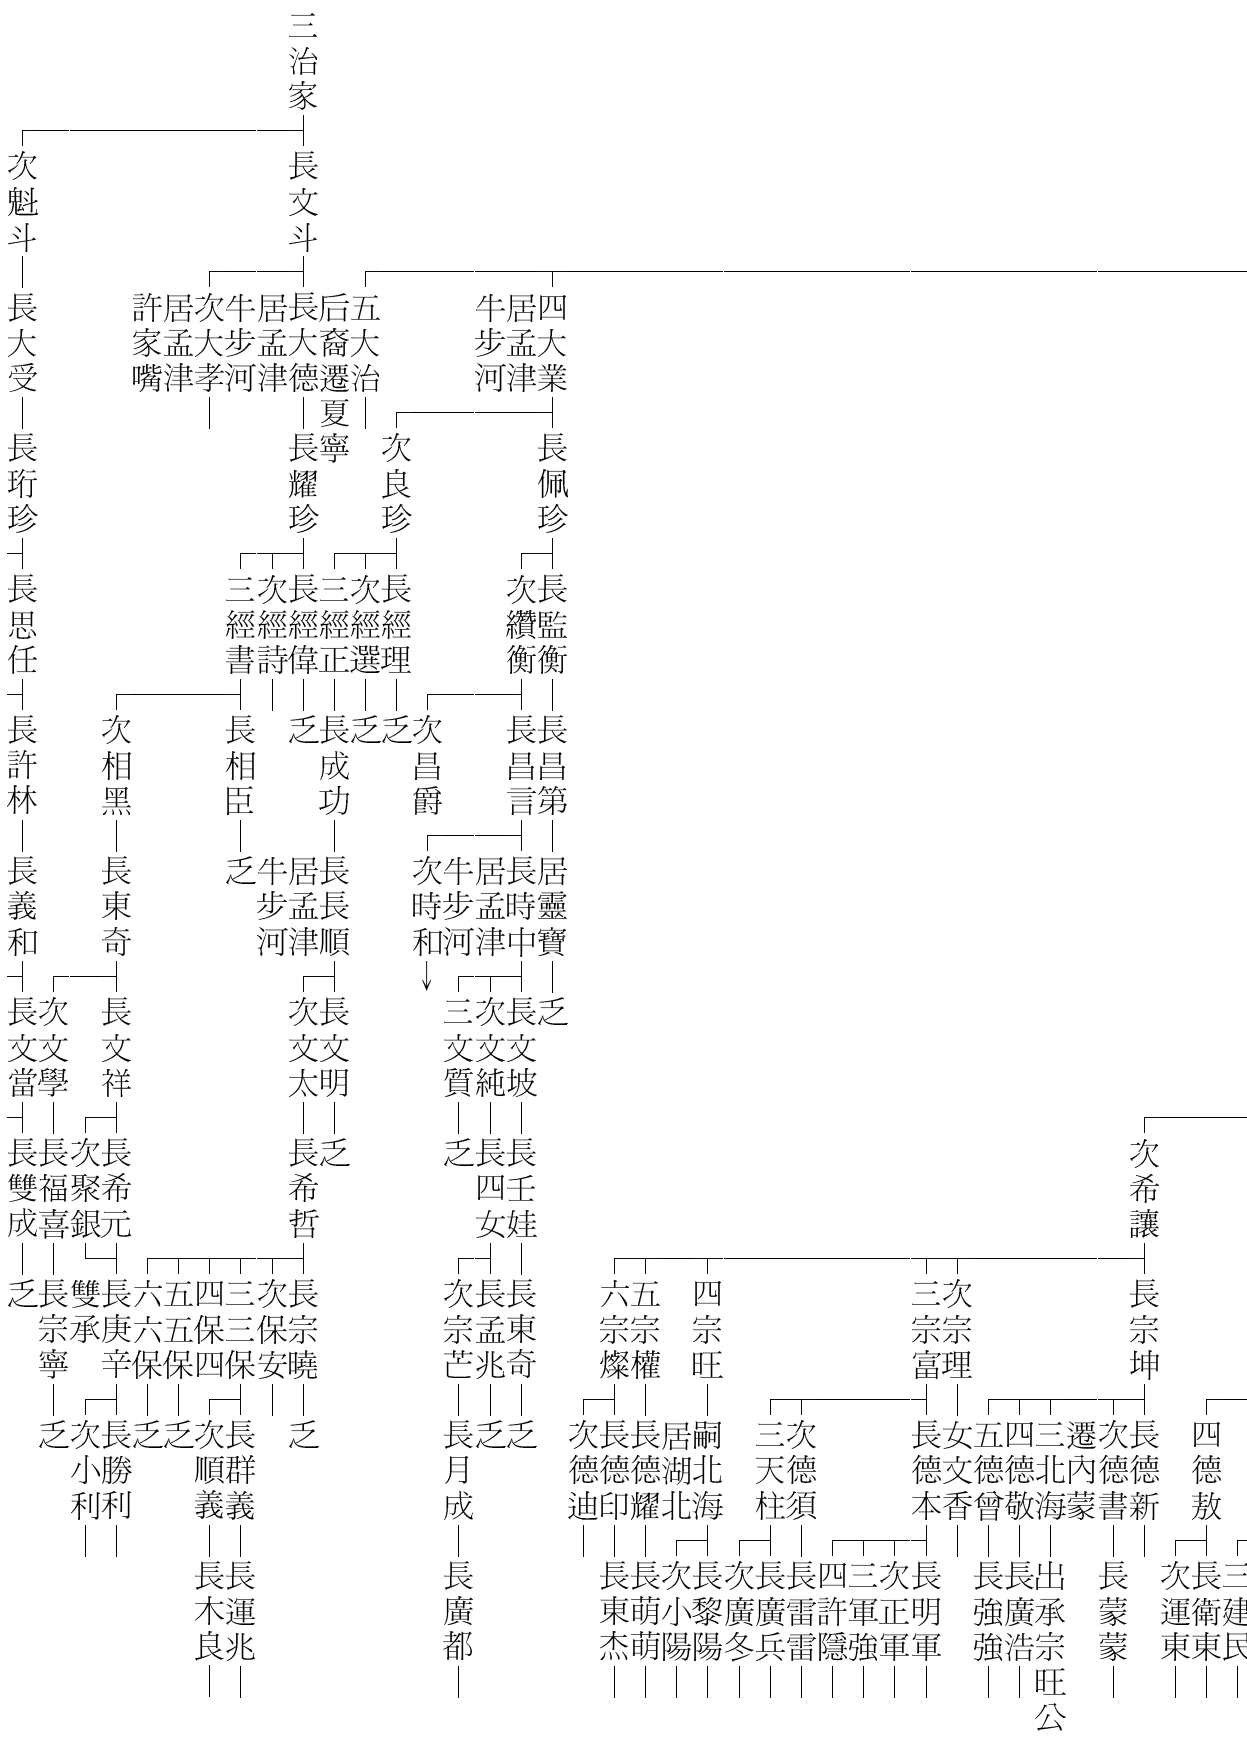 三治家
長文斗
次魁斗
四大業
居孟津
牛步河
五大治
后裔遷夏寧
長大德
居孟津
牛步河
次大孝
居孟津
許家嘴
長大受
長佩珍
次良珍
長耀珍
長珩珍
長監衡
次纘衡
長經理
次經選
三經正
長經偉
次經詩
三經書
長思任
長昌第
長昌言
次昌爵
乏
乏
長成功
乏
長相臣
次相黑
長許林
居靈寶
長時中
居孟津
牛步河
次時和
長長順
居孟津
牛步河
乏
長東奇
長義和
乏
長文坡
次文純
三文質
長文明
次文太
長文祥
次文學
長文當
次希讓
長壬娃
長四女
乏
乏
長希哲
長希元
次聚銀
長福喜
長雙成
長宗坤
次宗理
三宗富
四宗旺
五宗權
六宗燦
長東奇
長孟兆
次宗芒
長宗曉
次保安
三三保
四保四
五五保
六六保
長庚辛
雙承
長宗寧
乏
四德敖
長德新
次德書
遷內蒙
三北海
四德敬
五德曾
女文香
長德本
次德須
三天柱
嗣北海
居湖北
長德耀
長德印
次德迪
乏
乏
長月成
乏
長群義
次順義
乏
乏
長勝利
次小利
乏
三建民
長衛東
次運東
長蒙蒙
出承宗旺公
長廣浩
長強強
長明軍
次正軍
三軍強
四許隱
長雷雷
長廣兵
次廣冬
長黎陽
次小陽
長萌萌
長東杰
長廣都
長運兆
長木良